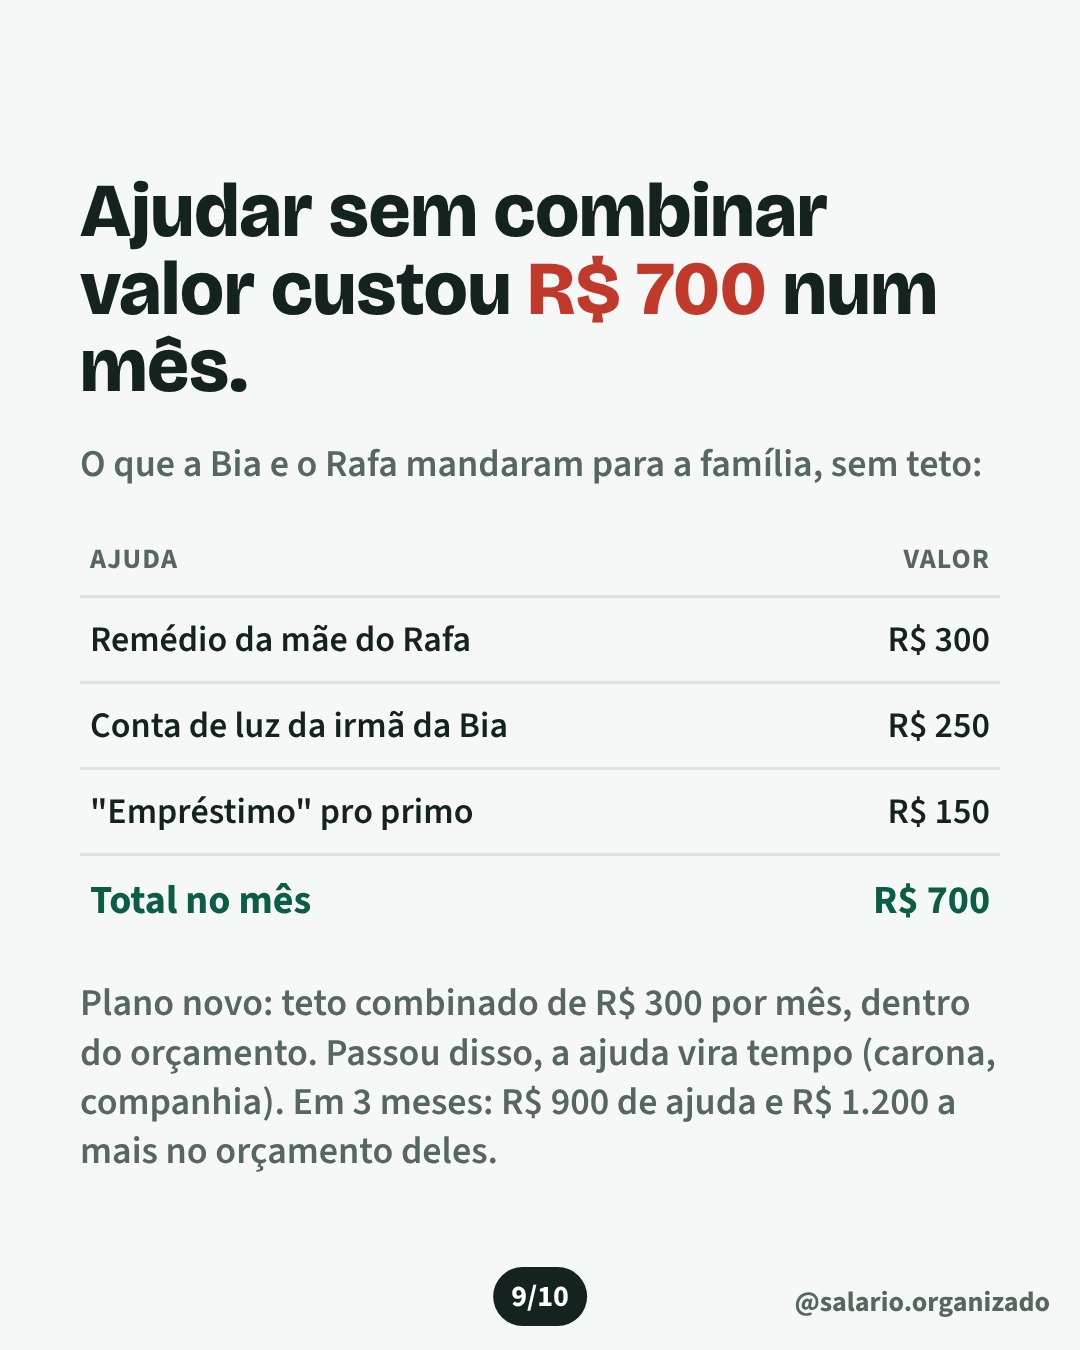 Ajudar sem combinar
valor custou R$ 700 num
mês.
O que a Bia e o Rafa mandaram para a família, sem teto:
AJUDA VALOR
Remédio da mãe do Rafa R$ 300
Conta de luz da irmã da Bia R$ 250
"Empréstimo" pro primo R$ 150
Total no mês R$ 700
Plano novo: teto combinado de R$ 300 por mês, dentro
do orçamento. Passou disso, a ajuda vira tempo (carona,
companhia). Em 3 meses: R$ 900 de ajuda e R$ 1.200 a
mais no orçamento deles.
9/10
@salario.organizado